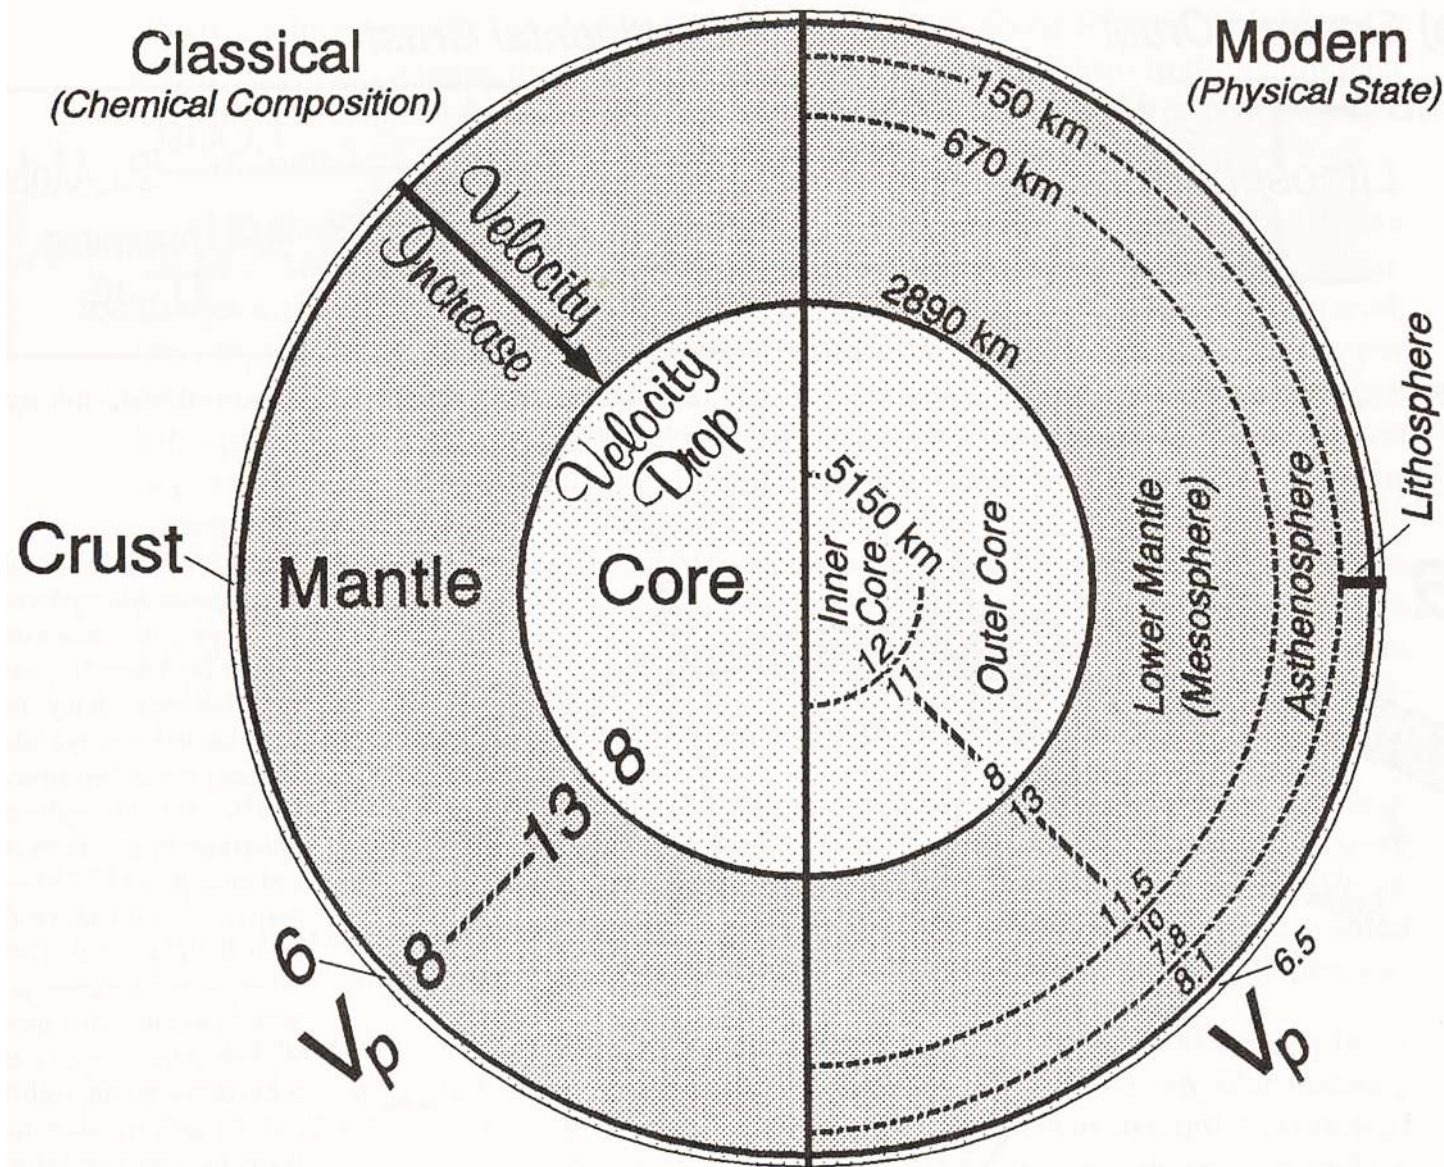 Classical
(Chemical Composition)
Modern
(Physical State)
150 km
670 km
2890 km
5150 km
Velocity
Increase
Velocity
Drop
Crust
Mantle
Core
Inner
Core
Outer Core
Lower Mantle
(Mesosphere)
Asthenosphere
Lithosphere
12
11
8
13
11.5
10
7.8
8.1
6.5
Vp
8
13
8
6
Vp